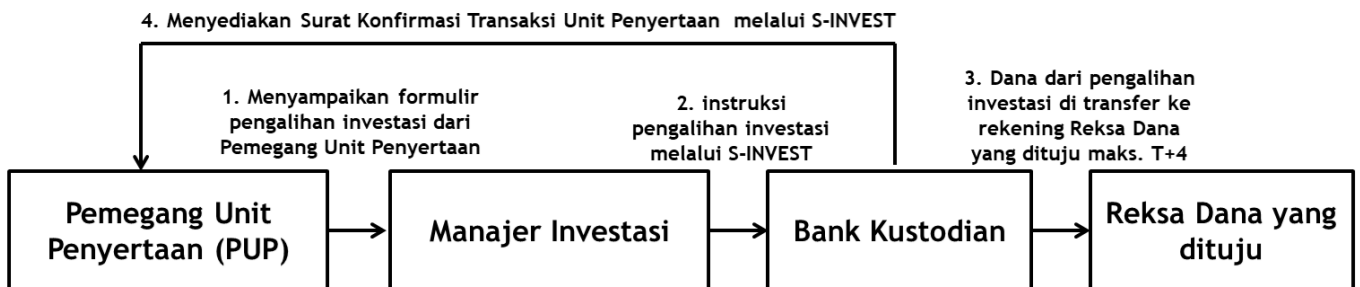 4. Menyediakan Surat Konfirmasi Transaksi Unit Penyertaan melalui S-INVEST
1. Menyampaikan formulir
pengalihan investasi dari
Pemegang Unit Penyertaan
2. instruksi
pengalihan investasi
melalui S-INVEST
3. Dana dari pengalihan
investasi di transfer ke
rekening Reksa Dana
yang dituju maks. T+4
Pemegang Unit
Penyertaan (PUP)
Manajer Investasi
Bank Kustodian
Reksa Dana yang
dituju